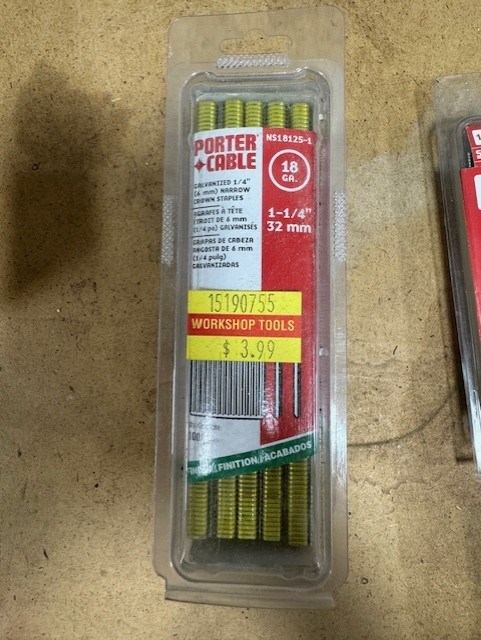 PORTER
CABLE
NS18125-1
18
GA.
GALVANIZED 1/4"
(6 mm) NARROW
CROWN STAPLES
AGRAFES À TÊTE
ÉTROIT DE 6 mm
(1/4 po) GALVANISÉS
GRAPAS DE CABEZA
ANGOSTA DE 6 mm
(1/4 pulg)
GALVANIZADAS
1-1/4"
32 mm
15190755
WORKSHOP TOOLS
$ 3.99
FINITION/ACABADOS